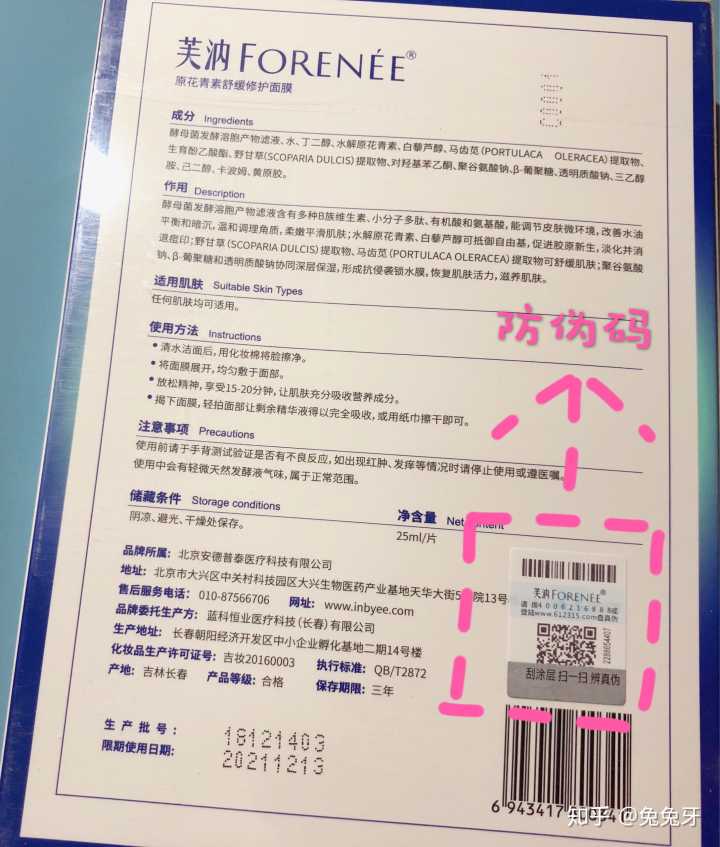 芙汭 FORENÉE®
原花青素舒缓修护面膜
成分 Ingredients
酵母菌发酵溶胞产物滤液、水、丁二醇、水解原花青素、白藜芦醇、马齿苋(PORTULACA OLERACEA)提取物、
生育酚乙酸酯、野甘草(SCOPARIA DULCIS)提取物、对羟基苯乙酮、聚谷氨酸钠、β-葡聚糖、透明质酸钠、三乙醇
胺、己二醇、卡波姆、黄原胶。
作用 Description
酵母菌发酵溶胞产物滤液含有多种B族维生素、小分子多肽、有机酸和氨基酸,能调节皮肤微环境,改善水油
平衡和暗沉,温和调理角质,柔嫩平滑肌肤;水解原花青素、白藜芦醇可抵御自由基,促进胶原新生,淡化并消
退痘印;野甘草(SCOPARIA DULCIS)提取物、马齿苋(PORTULACA OLERACEA)提取物可舒缓肌肤;聚谷氨酸
钠、β-葡聚糖和透明质酸钠协同深层保湿,形成抗侵袭锁水膜,恢复肌肤活力,滋养肌肤。
适用肌肤 Suitable Skin Types
任何肌肤均可适用。
防伪码
使用方法 Instructions
• 清水洁面后,用化妆棉将脸擦净。
• 将面膜展开,均匀敷于面部。
• 放松精神,享受15-20分钟,让肌肤充分吸收营养成分。
• 揭下面膜,轻拍面部让剩余精华液得以完全吸收,或用纸巾擦干即可。
注意事项 Precautions
使用前请于手背测试验证是否有不良反应,如出现红肿、发痒等情况时请停止使用或遵医嘱。
使用中会有轻微天然发酵液气味,属于正常范围。
储藏条件 Storage conditions
阴凉、避光、干燥处保存。
净含量 Net
25ml/片
品牌所属: 北京安德普泰医疗科技有限公司
地址: 北京市大兴区中关村科技园区大兴生物医药产业基地天华大街5 院13号
售后服务电话: 010-87566706 网址: www.inbyee.com
品牌委托生产方: 蓝科恒业医疗科技(长春)有限公司
生产地址: 长春朝阳经济开发区中小企业孵化基地二期14号楼
化妆品生产许可证号: 吉妆20160003 执行标准: QB/T2872
产地: 吉林长春 产品等级: 合格 保存期限: 三年
芙汭 FORENÉE®
登陆www.612315.com查真伪
刮涂层 扫一扫 辨真伪
生产批号: 18121403
限期使用日期: 20211213
6 943417
知乎 @兔兔牙